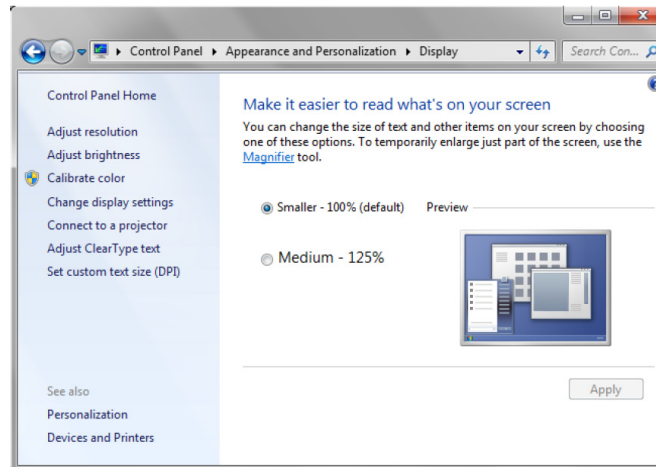 Control Panel ▸ Appearance and Personalization ▸ Display
Search Con...
Control Panel Home
Adjust resolution
Adjust brightness
Calibrate color
Change display settings
Connect to a projector
Adjust ClearType text
Set custom text size (DPI)
See also
Personalization
Devices and Printers
Make it easier to read what's on your screen
You can change the size of text and other items on your screen by choosing
one of these options. To temporarily enlarge just part of the screen, use the
Magnifier tool.
Smaller - 100% (default)
Preview
Medium - 125%
Apply